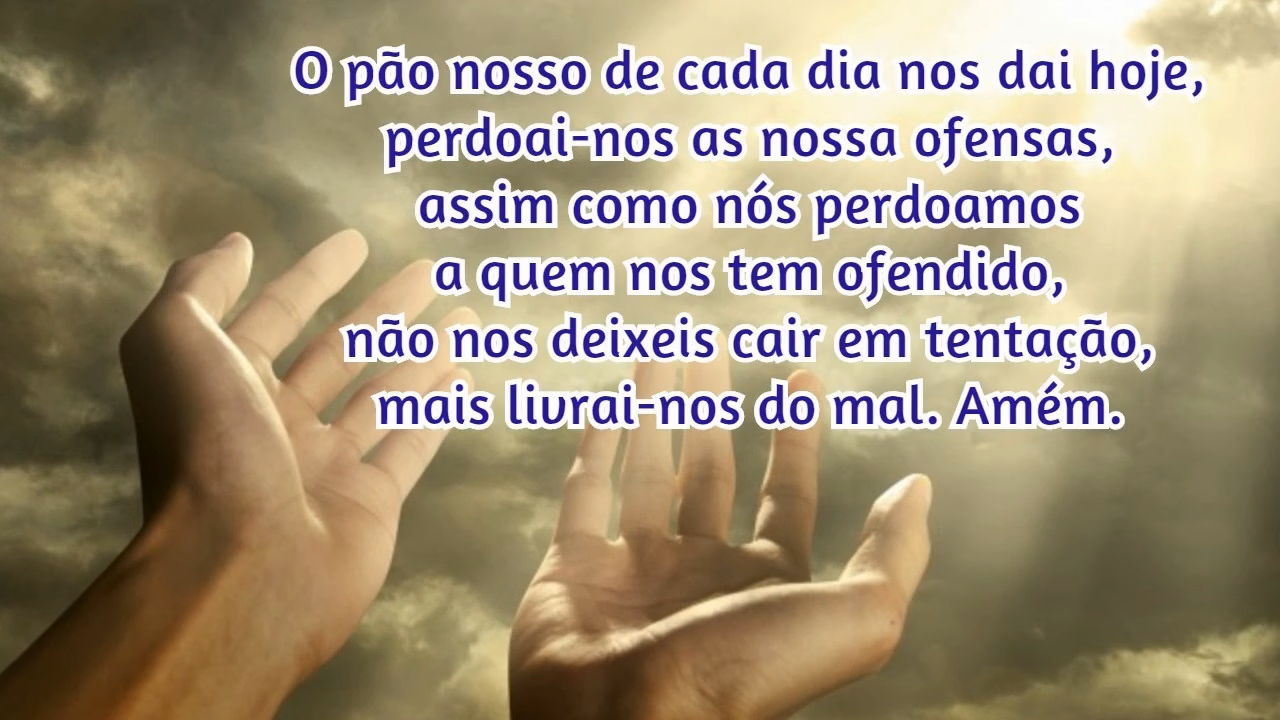 O pão nosso de cada dia nos dai hoje,
perdoai-nos as nossa ofensas,
assim como nós perdoamos
a quem nos tem ofendido,
não nos deixeis cair em tentação,
mais livrai-nos do mal. Amém.